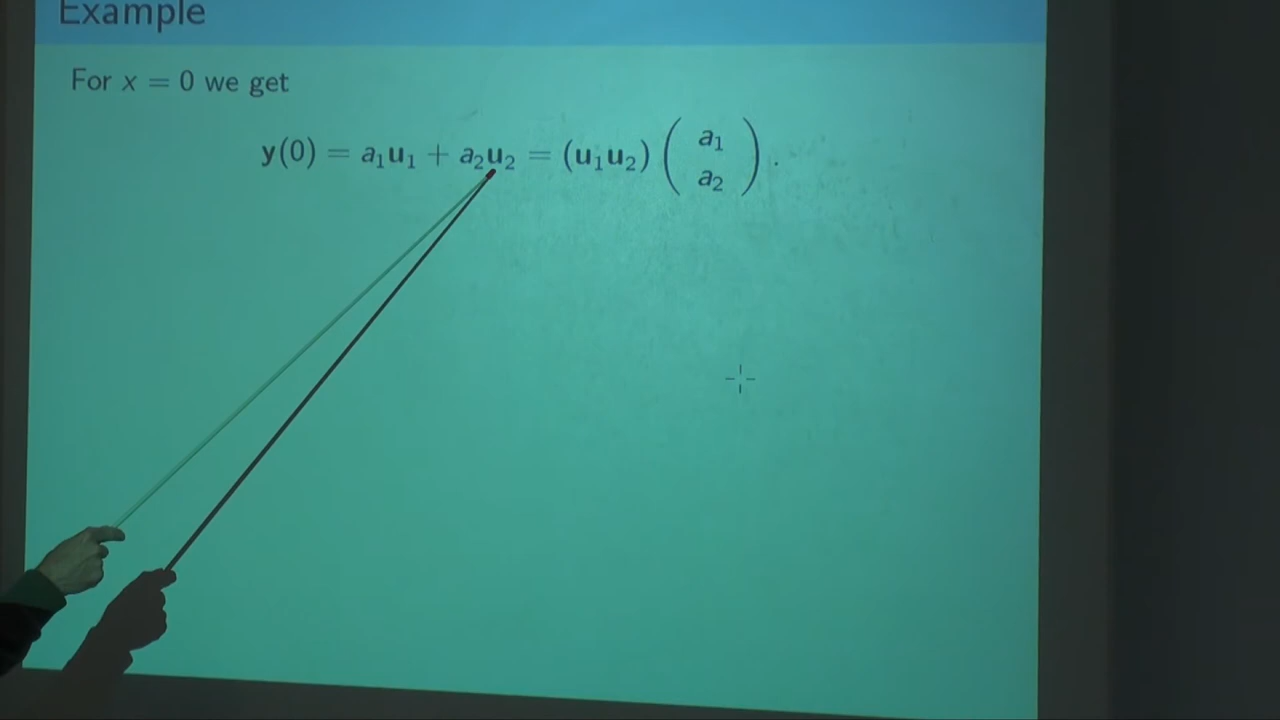 Example
For x = 0 we get
y(0) = a₁u₁ + a₂u₂ = (u₁u₂) ( a₁ a₂ ) .